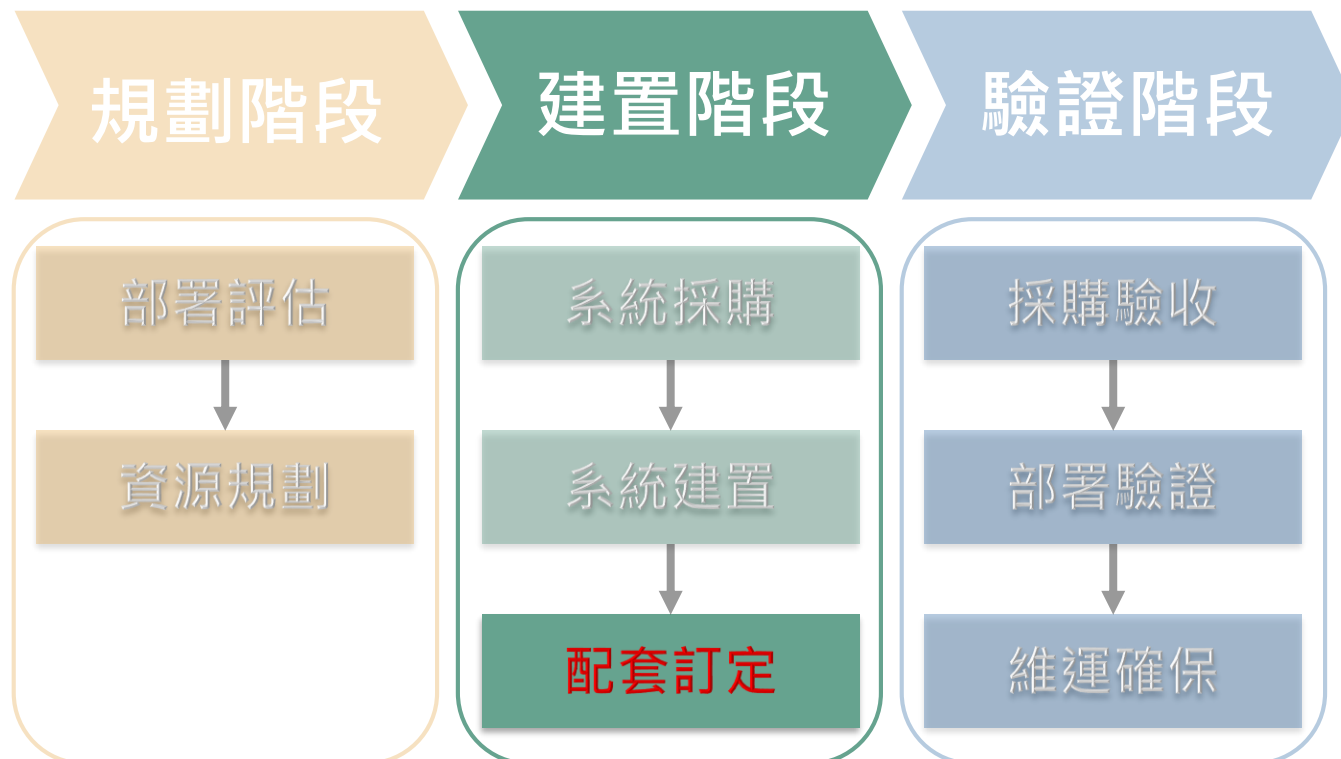 規劃階段
建置階段
驗證階段
部署評估
資源規劃
系統採購
系統建置
配套訂定
採購驗收
部署驗證
維運確保